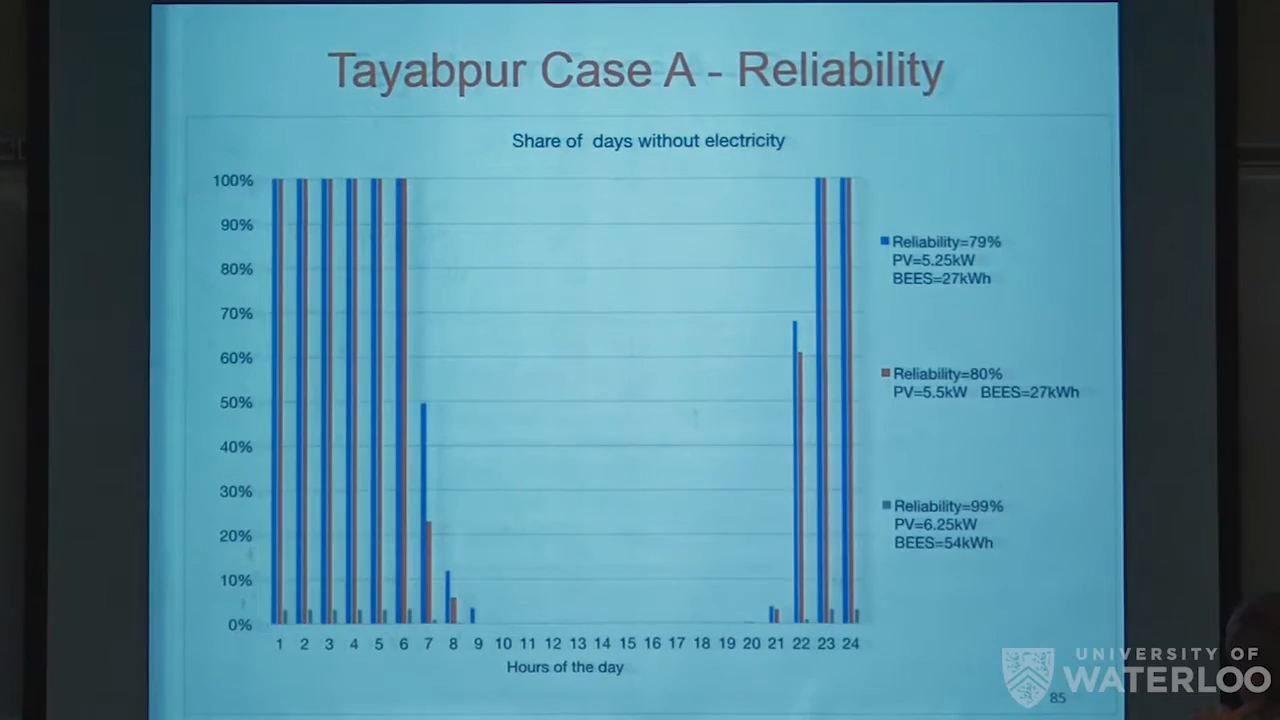 Tayabpur Case A - Reliability
Share of days without electricity
100%
90%
80%
70%
60%
50%
40%
30%
20%
10%
0%
1 2 3 4 5 6 7 8 9 10 11 12 13 14 15 16 17 18 19 20 21 22 23 24
Hours of the day
Reliability=79%
PV=5.25kW
BEES=27kWh
Reliability=80%
PV=5.5kW BEES=27kWh
Reliability=99%
PV=6.25kW
BEES=54kWh
UNIVERSITY OF
WATERLOO
85